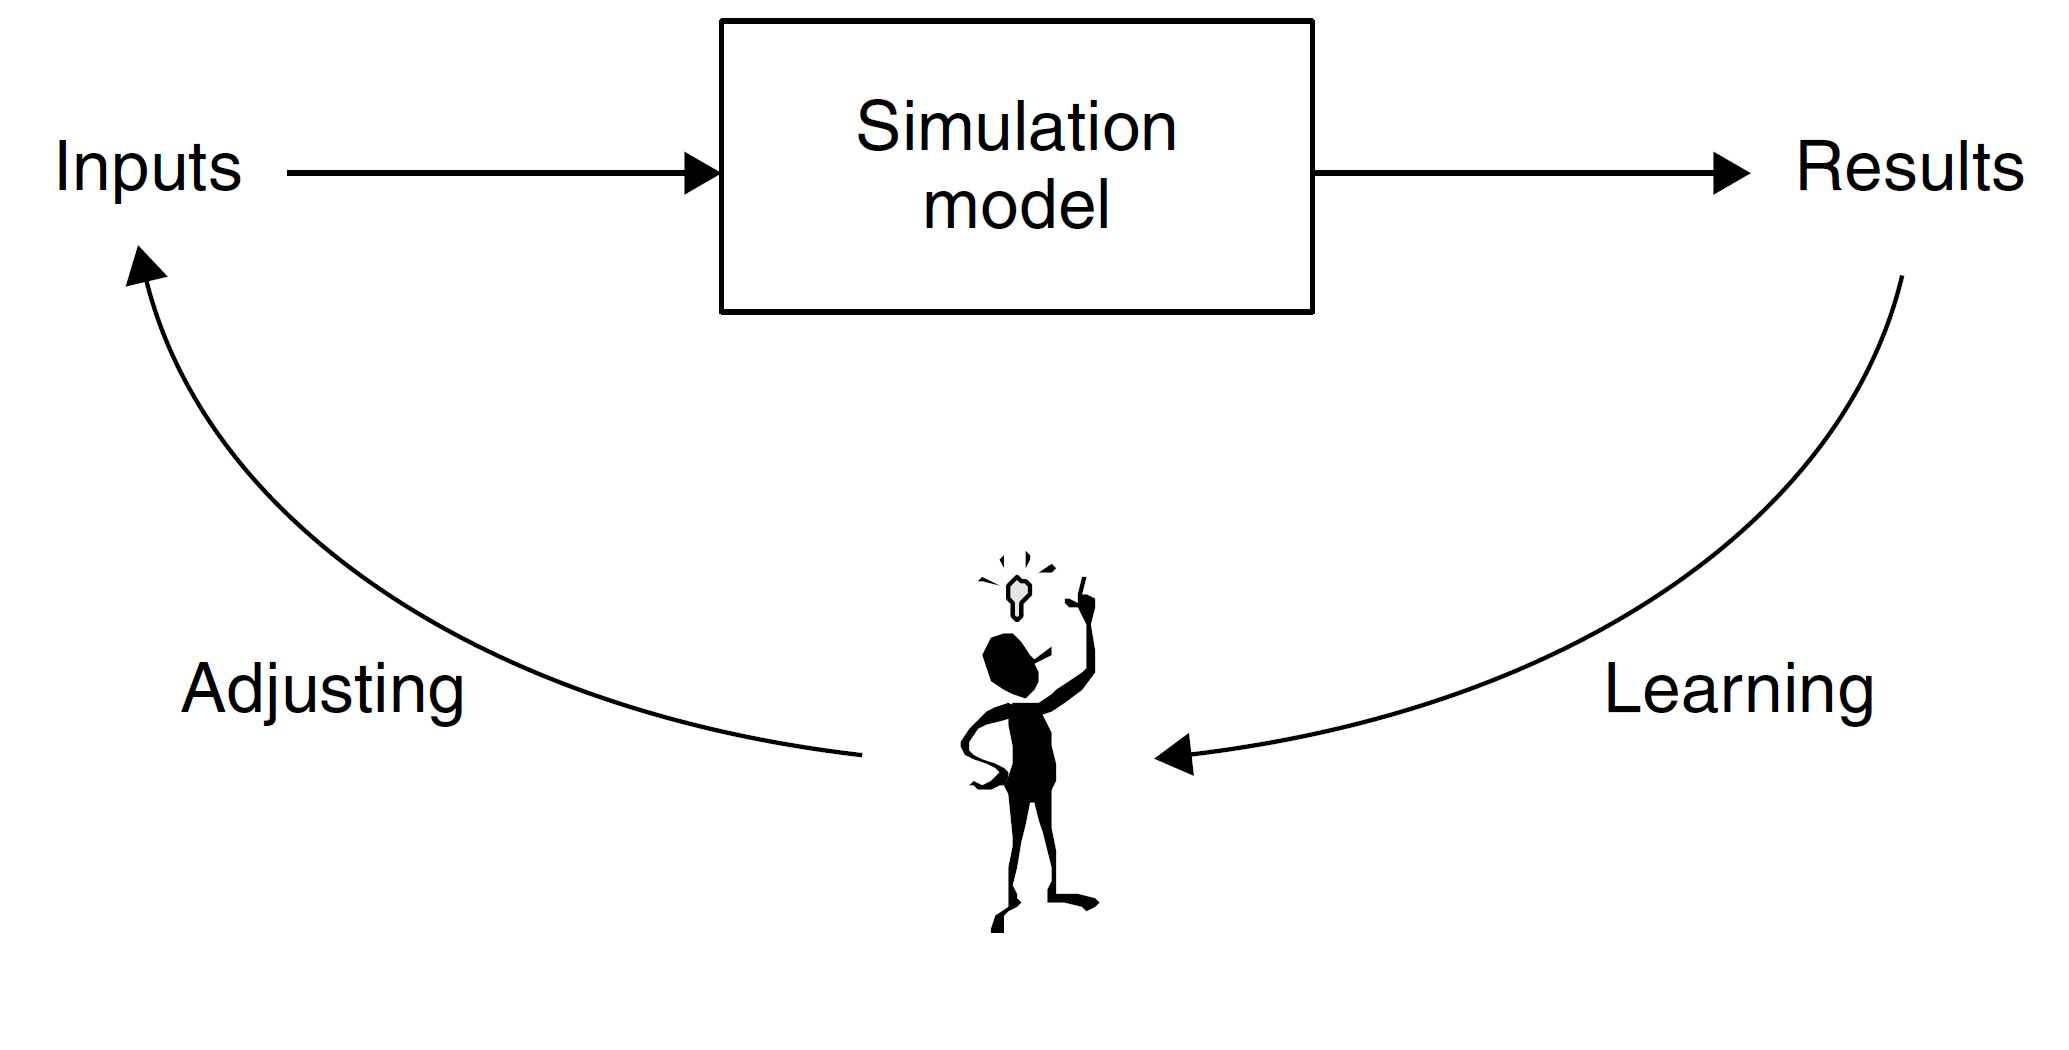 Inputs
Simulation
model
Results
Adjusting
Learning